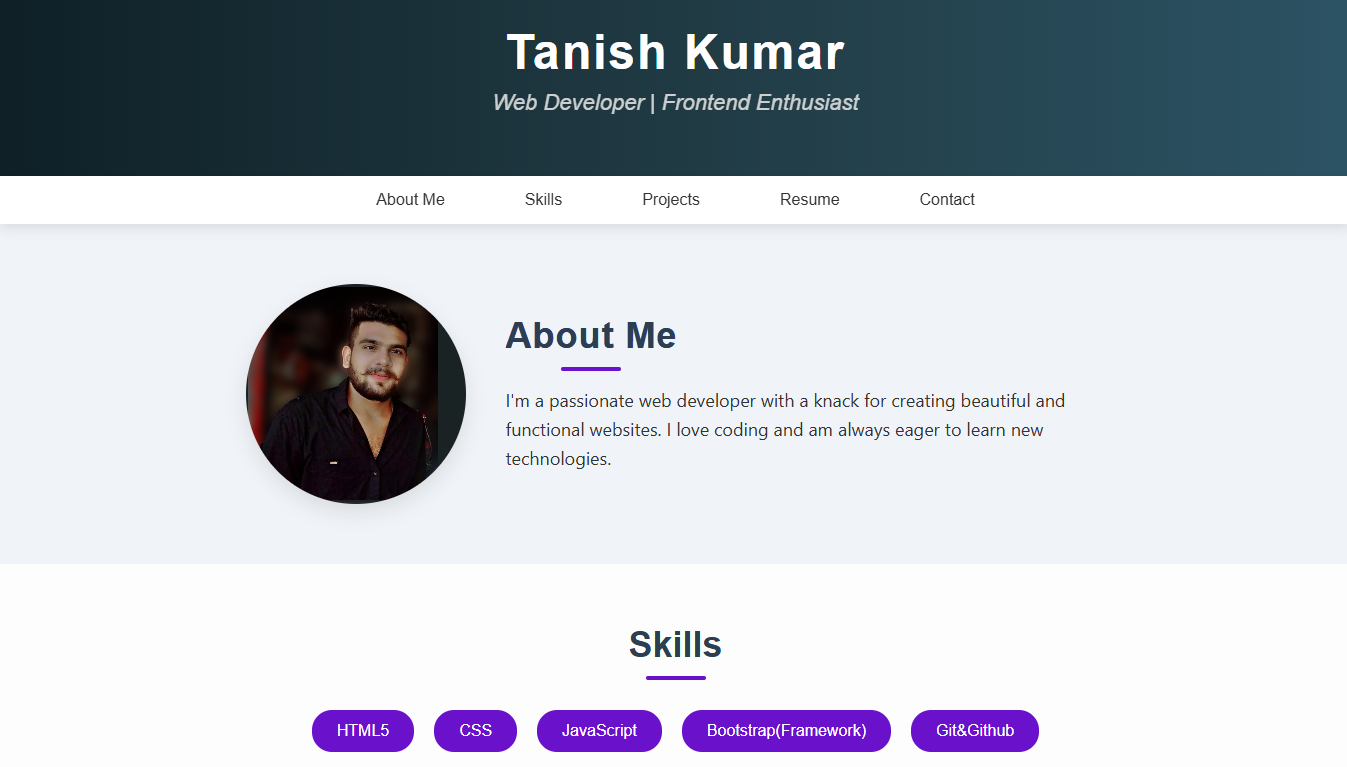 Tanish Kumar
Web Developer | Frontend Enthusiast
About Me
Skills
Projects
Resume
Contact
About Me
I'm a passionate web developer with a knack for creating beautiful and
functional websites. I love coding and am always eager to learn new
technologies.
Skills
HTML5
CSS
JavaScript
Bootstrap(Framework)
Git&Github